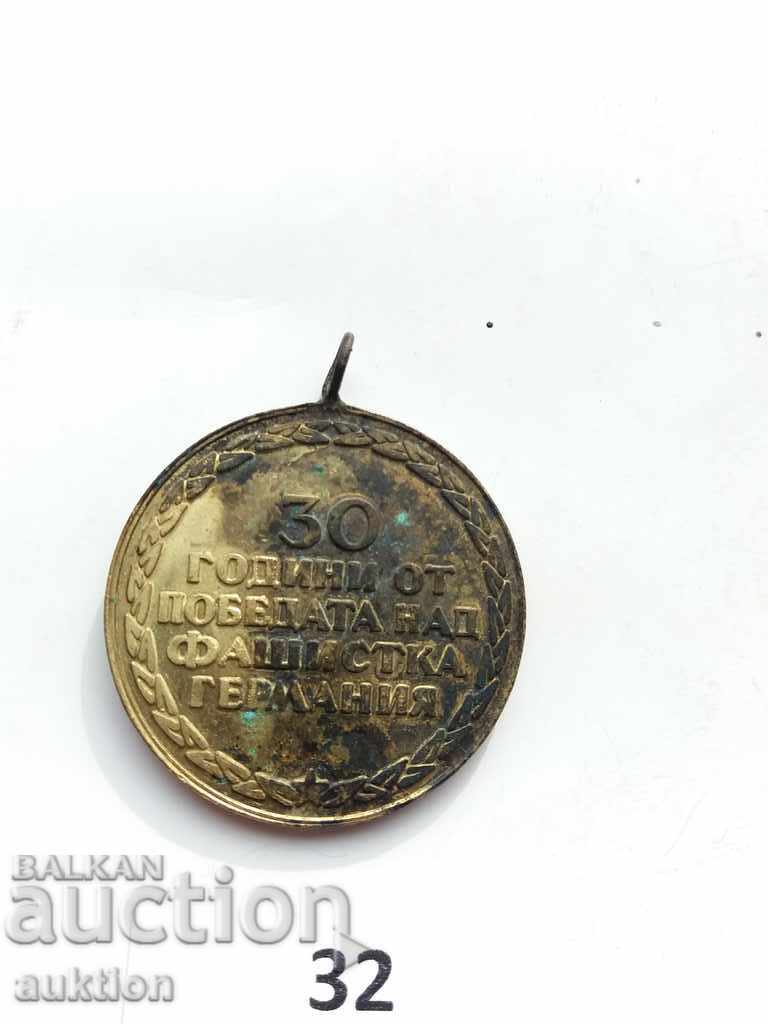 30
ГОДИНИ ОТ
ПОБЕДАТА НАД
ФАШИСТКА
ГЕРМАНИЯ
BALKAN
auction
auktion
32